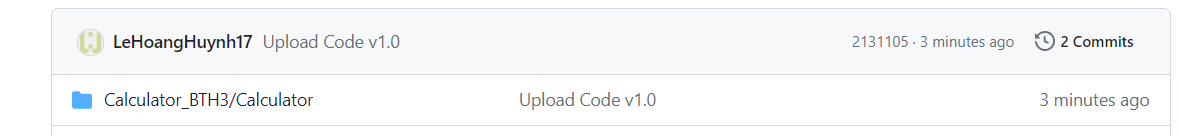 LeHoangHuynh17 Upload Code v1.0 2131105 · 3 minutes ago 2 Commits
Calculator_BTH3/Calculator Upload Code v1.0 3 minutes ago